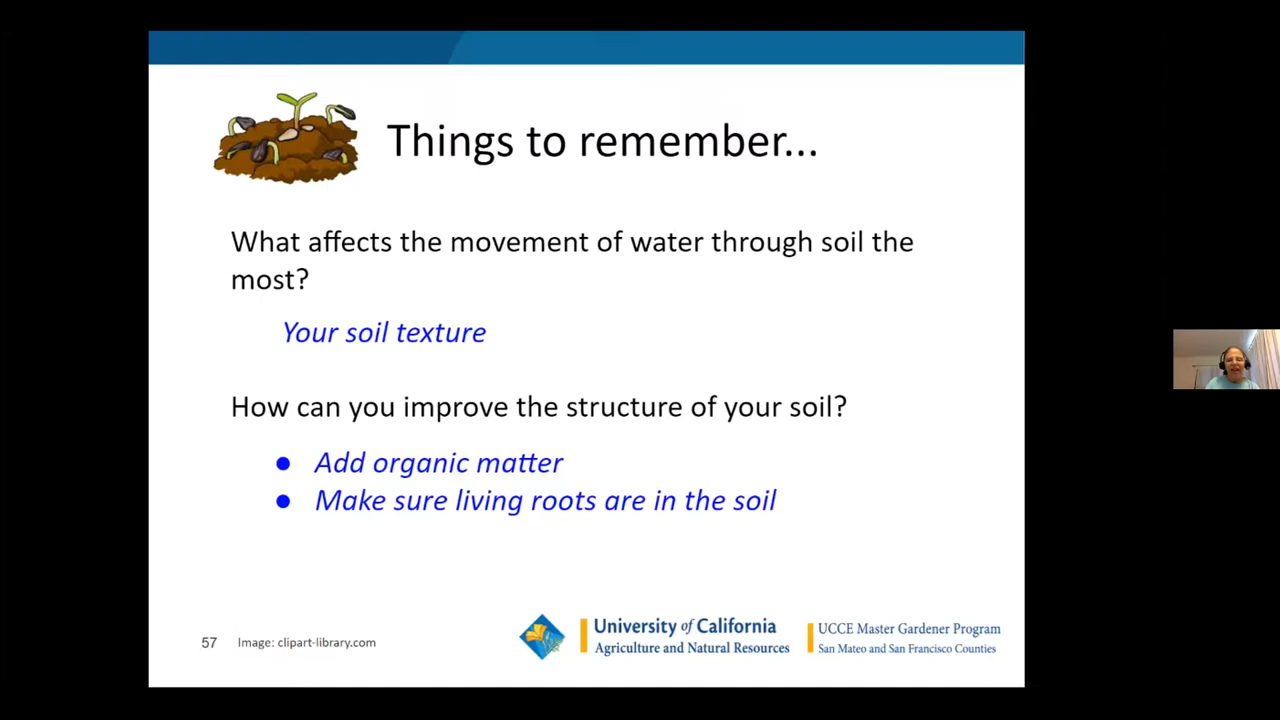 Things to remember...
What affects the movement of water through soil the
most?
Your soil texture
How can you improve the structure of your soil?
● Add organic matter
● Make sure living roots are in the soil
57 Image: clipart-library.com
University of California
Agriculture and Natural Resources
UCCE Master Gardener Program
San Mateo and San Francisco Counties